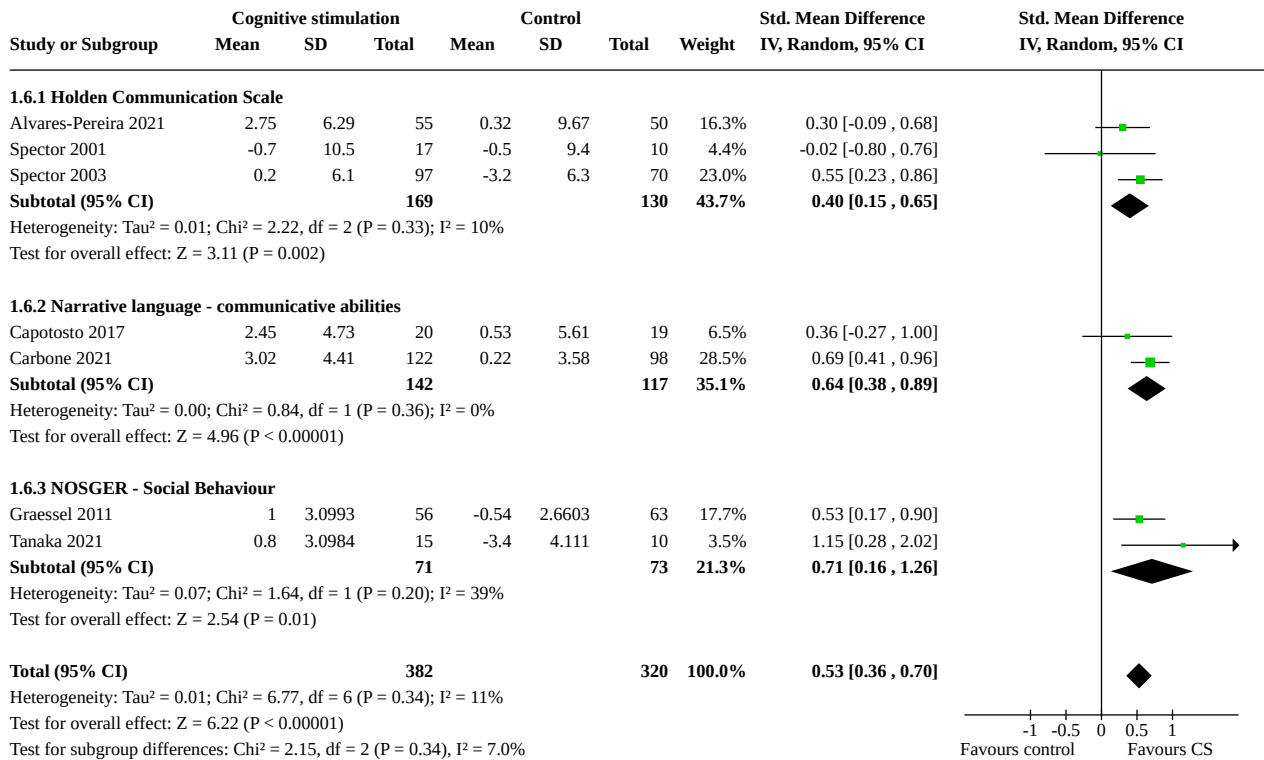 Cognitive stimulation Control Std. Mean Difference Std. Mean Difference
Study or Subgroup Mean SD Total Mean SD Total Weight IV, Random, 95% CI IV, Random, 95% CI
1.6.1 Holden Communication Scale
Alvares-Pereira 2021 2.75 6.29 55 0.32 9.67 50 16.3% 0.30 [-0.09 , 0.68]
Spector 2001 -0.7 10.5 17 -0.5 9.4 10 4.4% -0.02 [-0.80 , 0.76]
Spector 2003 0.2 6.1 97 -3.2 6.3 70 23.0% 0.55 [0.23 , 0.86]
Subtotal (95% CI) 169 130 43.7% 0.40 [0.15 , 0.65]
Heterogeneity: Tau² = 0.01; Chi² = 2.22, df = 2 (P = 0.33); I² = 10%
Test for overall effect: Z = 3.11 (P = 0.002)
1.6.2 Narrative language - communicative abilities
Capotosto 2017 2.45 4.73 20 0.53 5.61 19 6.5% 0.36 [-0.27 , 1.00]
Carbone 2021 3.02 4.41 122 0.22 3.58 98 28.5% 0.69 [0.41 , 0.96]
Subtotal (95% CI) 142 117 35.1% 0.64 [0.38 , 0.89]
Heterogeneity: Tau² = 0.00; Chi² = 0.84, df = 1 (P = 0.36); I² = 0%
Test for overall effect: Z = 4.96 (P < 0.00001)
1.6.3 NOSGER - Social Behaviour
Graessel 2011 1 3.0993 56 -0.54 2.6603 63 17.7% 0.53 [0.17 , 0.90]
Tanaka 2021 0.8 3.0984 15 -3.4 4.111 10 3.5% 1.15 [0.28 , 2.02]
Subtotal (95% CI) 71 73 21.3% 0.71 [0.16 , 1.26]
Heterogeneity: Tau² = 0.07; Chi² = 1.64, df = 1 (P = 0.20); I² = 39%
Test for overall effect: Z = 2.54 (P = 0.01)
Total (95% CI) 382 320 100.0% 0.53 [0.36 , 0.70]
Heterogeneity: Tau² = 0.01; Chi² = 6.77, df = 6 (P = 0.34); I² = 11%
Test for overall effect: Z = 6.22 (P < 0.00001)
-1 -0.5 0 0.5 1
Test for subgroup differences: Chi² = 2.15, df = 2 (P = 0.34), I² = 7.0%
Favours control Favours CS